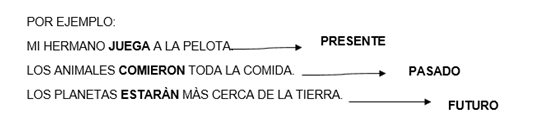 POR EJEMPLO:
MI HERMANO JUEGA A LA PELOTA. PRESENTE
LOS ANIMALES COMIERON TODA LA COMIDA. PASADO
LOS PLANETAS ESTARÀN MÀS CERCA DE LA TIERRA. FUTURO